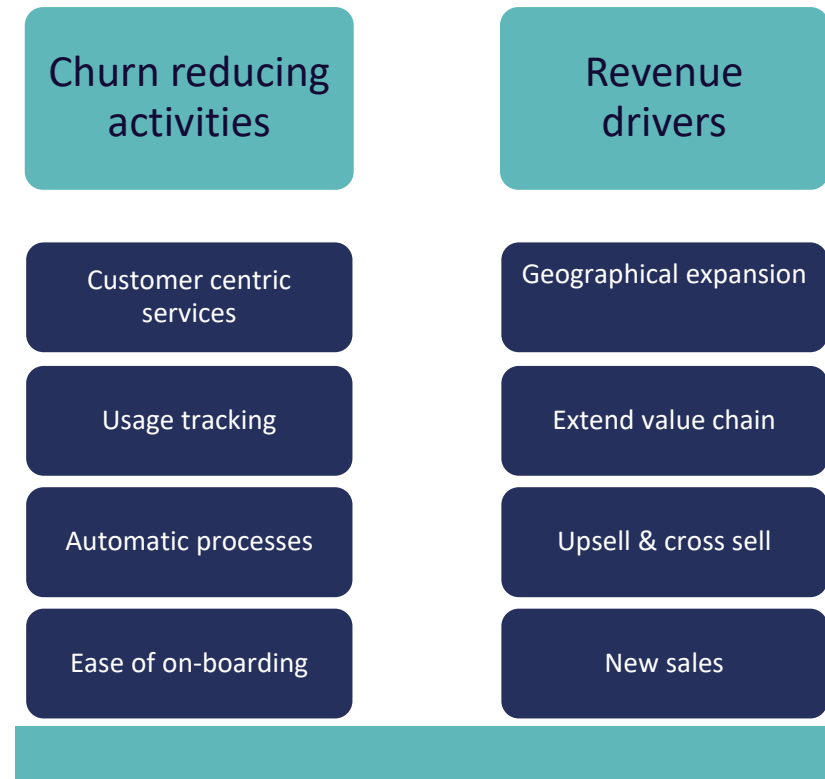 Churn reducing
activities
Customer centric
services
Usage tracking
Automatic processes
Ease of on-boarding
Revenue
drivers
Geographical expansion
Extend value chain
Upsell & cross sell
New sales